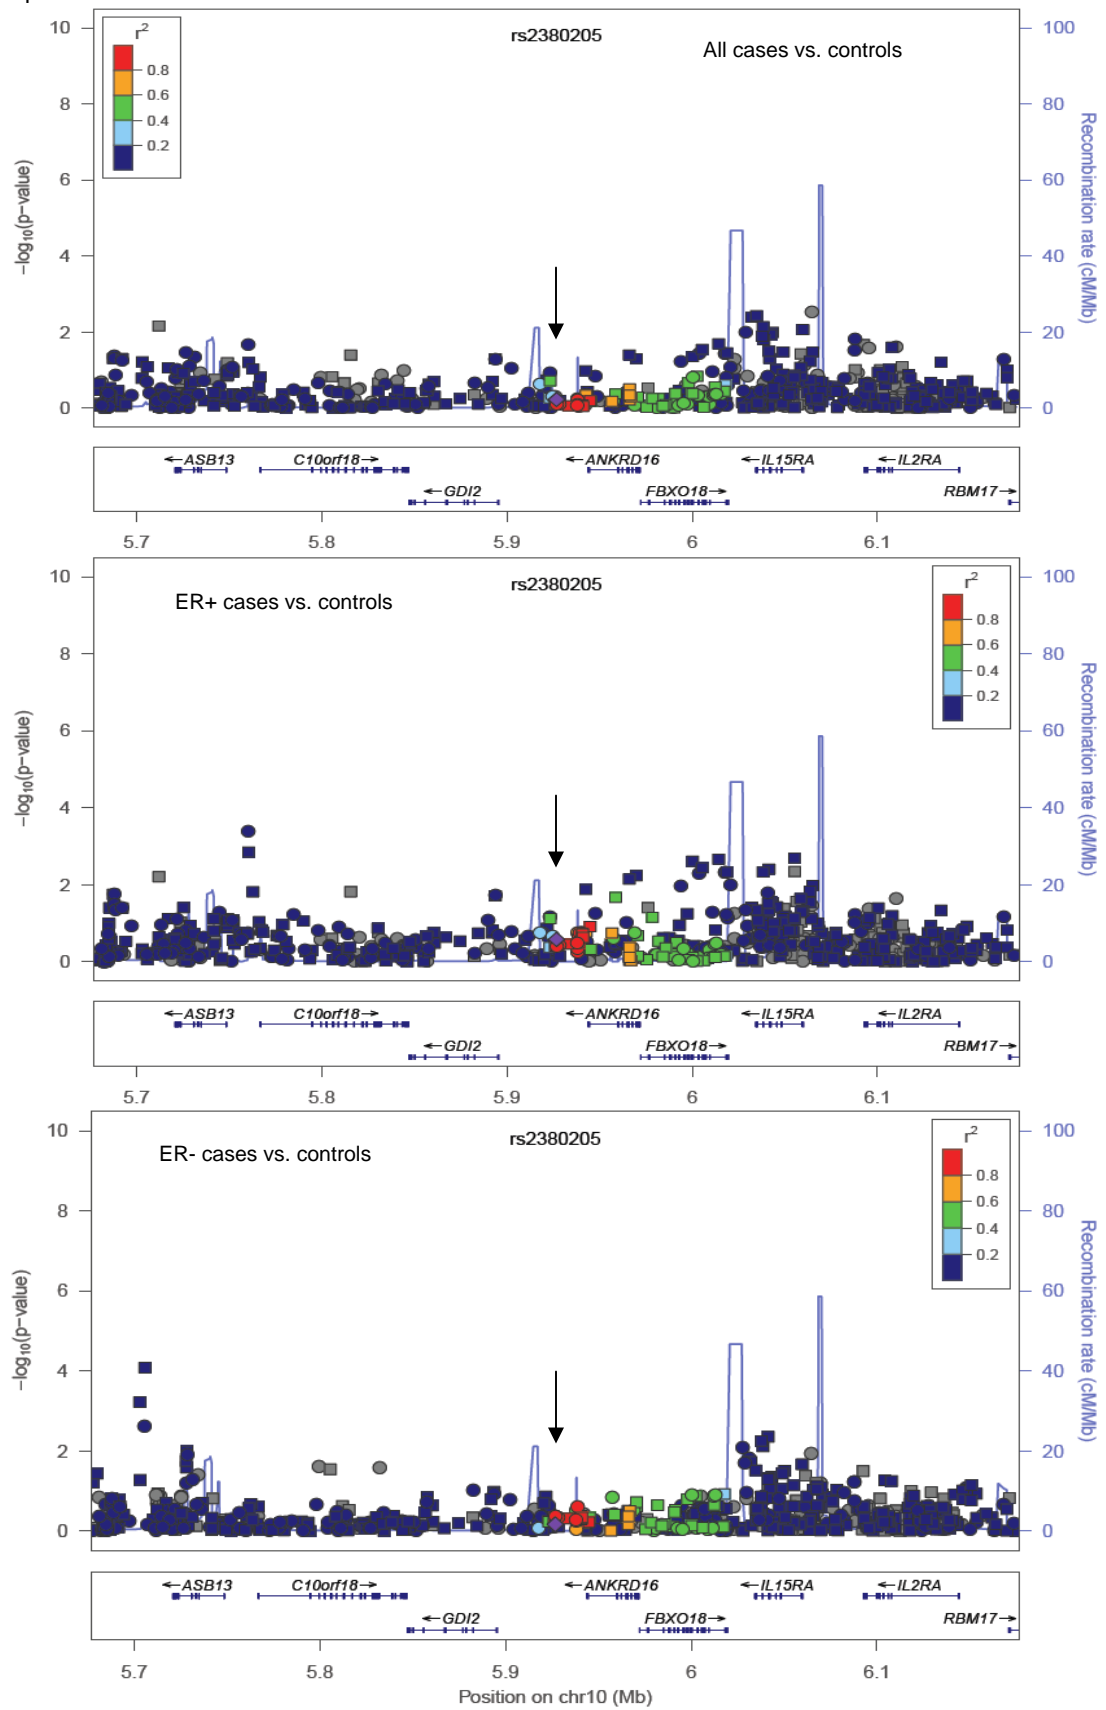 rs2380205
All cases vs. controls
r2
0.8
0.6
0.4
0.2
10
8
6
4
2
0
−log10(p−value)
100
80
60
40
20
0
Recombination rate (cM/Mb)
←ASB13
C10orf18→
←GDI2
←ANKRD16
FBXO18→
←IL15RA
←IL2RA
RBM17→
5.7
5.8
5.9
6
6.1
rs2380205
ER+ cases vs. controls
r2
0.8
0.6
0.4
0.2
10
8
6
4
2
0
−log10(p−value)
100
80
60
40
20
0
Recombination rate (cM/Mb)
←ASB13
C10orf18→
←GDI2
←ANKRD16
FBXO18→
←IL15RA
←IL2RA
RBM17→
5.7
5.8
5.9
6
6.1
rs2380205
ER- cases vs. controls
r2
0.8
0.6
0.4
0.2
10
8
6
4
2
0
−log10(p−value)
100
80
60
40
20
0
Recombination rate (cM/Mb)
←ASB13
C10orf18→
←GDI2
←ANKRD16
FBXO18→
←IL15RA
←IL2RA
RBM17→
5.7
5.8
5.9
6
6.1
Position on chr10 (Mb)